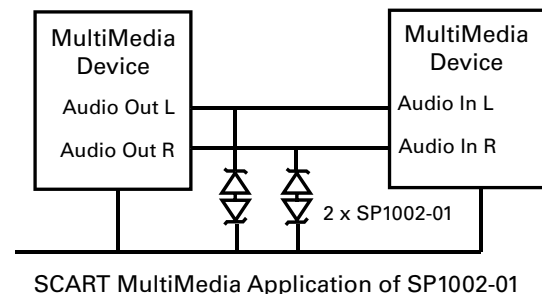 MultiMedia
Device
Audio Out L
Audio Out R
MultiMedia
Device
Audio In L
Audio In R
2 x SP1002-01
SCART MultiMedia Application of SP1002-01